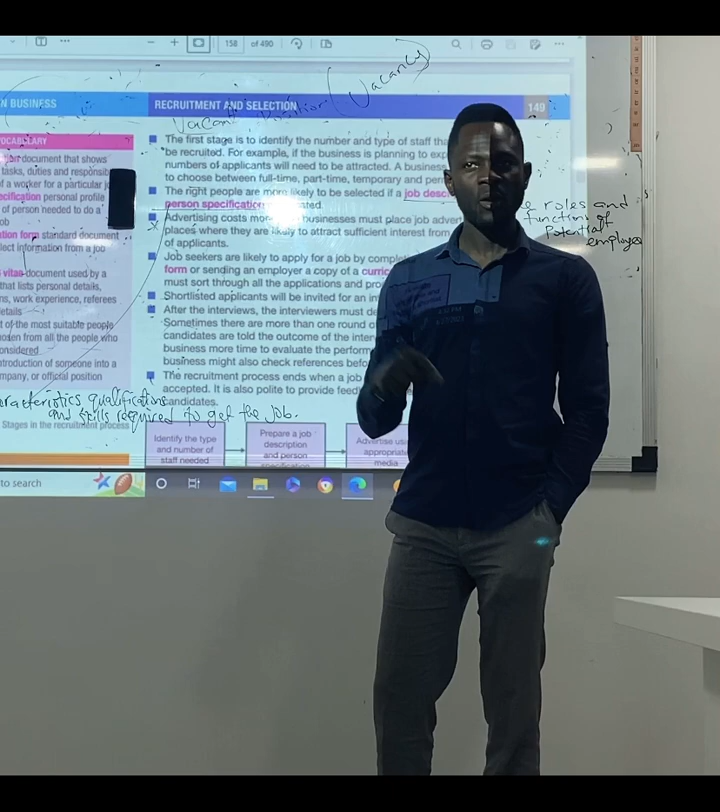 158 of 490
Vacant Position (Vacancy)
N BUSINESS
RECRUITMENT AND SELECTION
149
OCABULARY
document that shows
tasks, duties and responsib
f a worker for a particular j
ecification personal profile
of person needed to do a
ob
ation form standard document
lect information from a job
vitae document used by a
that lists personal details,
ns, work experience, referees
etails
t of the most suitable people
hosen from all the people who
onsidered
ntroduction of someone into a
mpany, or official position
The first stage is to identify the number and type of staff tha
be recruited. For example, if the business is planning to exp
numbers of applicants will need to be attracted. A business
to choose between full-time, part-time, temporary and per
The right people are more likely to be selected if a job desc
person specification
Advertising costs businesses must place job advert
places where they are likely to attract sufficient interest from
of applicants.
Job seekers are likely to apply for a job by comple
form or sending an employer a copy of a curric
must sort through all the applications and pro
Shortlisted applicants will be invited for an in
After the interviews, the interviewers must de
Sometimes there are more than one round o
candidates are told the outcome of the inter
business more time to evaluate the perform
business might also check references befo
The recruitment process ends when a job
accepted. It is also polite to provide feed
candidates.
roles and
functions of
Potential
employee
aracteristics qualifications
and skills required to get the job.
Stages in the recruitment process
Identify the type
and number of
staff needed
Prepare a job
description
and person
specification
Advertise us
appropriate
media
to search